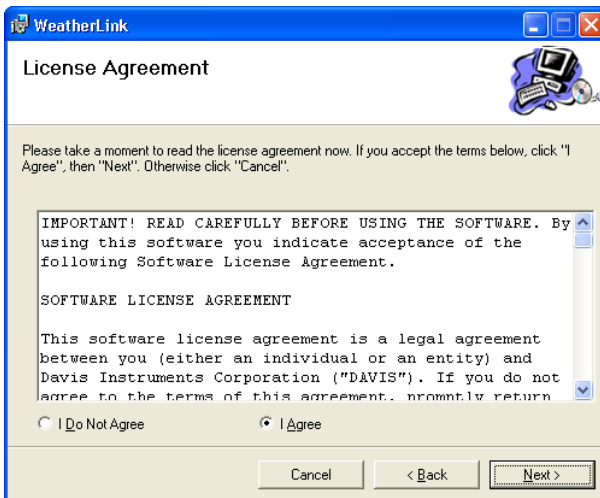 WeatherLink
License Agreement
Please take a moment to read the license agreement now. If you accept the terms below, click "I
Agree", then "Next". Otherwise click "Cancel".
IMPORTANT! READ CAREFULLY BEFORE USING THE SOFTWARE. By
using this software you indicate acceptance of the
following Software License Agreement.
SOFTWARE LICENSE AGREEMENT
This software license agreement is a legal agreement
between you (either an individual or an entity) and
Davis Instruments Corporation ("DAVIS"). If you do not
agree to the terms of this agreement, promptly return
I Do Not Agree
I Agree
Cancel
< Back
Next >